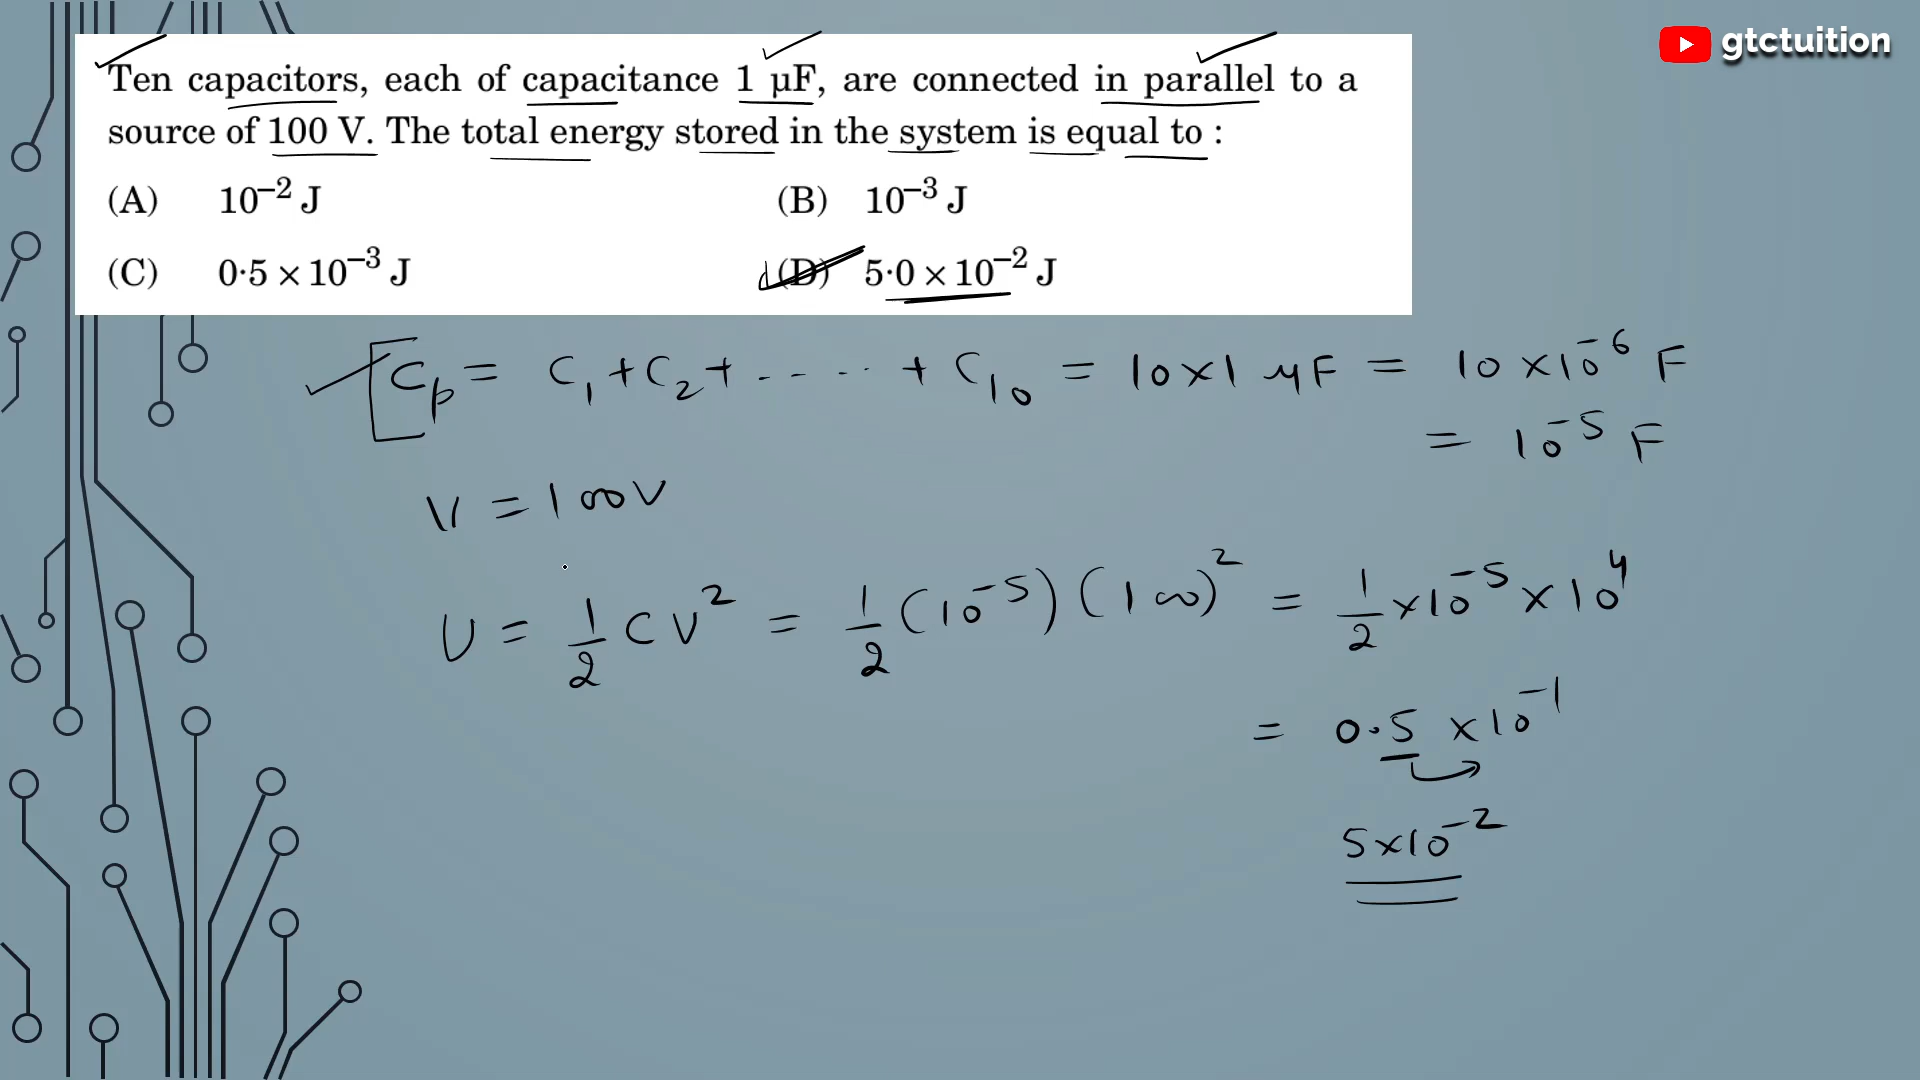 gtctuition
Ten capacitors, each of capacitance 1 μF, are connected in parallel to a
source of 100 V. The total energy stored in the system is equal to :
(A) 10⁻² J (B) 10⁻³ J
(C) 0·5 × 10⁻³ J (D) 5·0 × 10⁻² J
Cp = C₁ + C₂ + ..... + C₁₀ = 10 × 1 μF = 10 × 10⁻⁶ F
= 10⁻⁵ F
V = 100V
U = 1/2 CV² = 1/2 (10⁻⁵) (100)² = 1/2 × 10⁻⁵ × 10⁴
= 0.5 × 10⁻¹
5 × 10⁻²